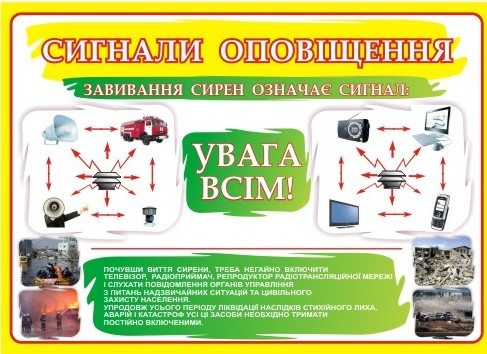 СИГНАЛИ ОПОВІЩЕННЯ
ЗАВИВАННЯ СИРЕН ОЗНАЧАЄ СИГНАЛ:
УВАГА
ВСІМ!
ПОЧУВШИ ВИТТЯ СИРЕНИ, ТРЕБА НЕГАЙНО ВКЛЮЧИТИ
ТЕЛЕВІЗОР, РАДІОПРИЙМАЧ, РЕПРОДУКТОР РАДІОТРАНСЛЯЦІЙНОЇ МЕРЕЖІ
І СЛУХАТИ ПОВІДОМЛЕННЯ ОРГАНІВ УПРАВЛІННЯ
З ПИТАНЬ НАДЗВИЧАЙНИХ СИТУАЦІЙ ТА ЦИВІЛЬНОГО
ЗАХИСТУ НАСЕЛЕННЯ.
УПРОДОВЖ УСЬОГО ПЕРІОДУ ЛІКВІДАЦІЇ НАСЛІДКІВ СТИХІЙНОГО ЛИХА,
АВАРІЙ І КАТАСТРОФ УСІ ЦІ ЗАСОБИ НЕОБХІДНО ТРИМАТИ
ПОСТІЙНО ВКЛЮЧЕНИМИ.